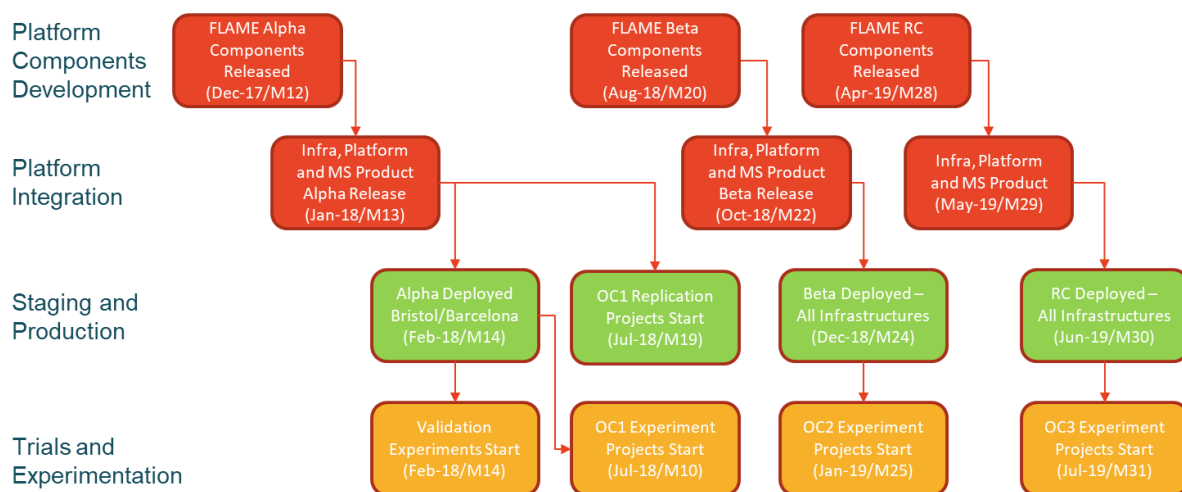 Platform
Components
Development
FLAME Alpha
Components
Released
(Dec-17/M12)
FLAME Beta
Components
Released
(Aug-18/M20)
FLAME RC
Components
Released
(Apr-19/M28)
Platform
Integration
Infra, Platform
and MS Product
Alpha Release
(Jan-18/M13)
Infra, Platform
and MS Product
Beta Release
(Oct-18/M22)
Infra, Platform
and MS Product
(May-19/M29)
Staging and
Production
Alpha Deployed
Bristol/Barcelona
(Feb-18/M14)
OC1 Replication
Projects Start
(Jul-18/M19)
Beta Deployed –
All Infrastructures
(Dec-18/M24)
RC Deployed –
All Infrastructures
(Jun-19/M30)
Trials and
Experimentation
Validation
Experiments Start
(Feb-18/M14)
OC1 Experiment
Projects Start
(Jul-18/M10)
OC2 Experiment
Projects Start
(Jan-19/M25)
OC3 Experiment
Projects Start
(Jul-19/M31)